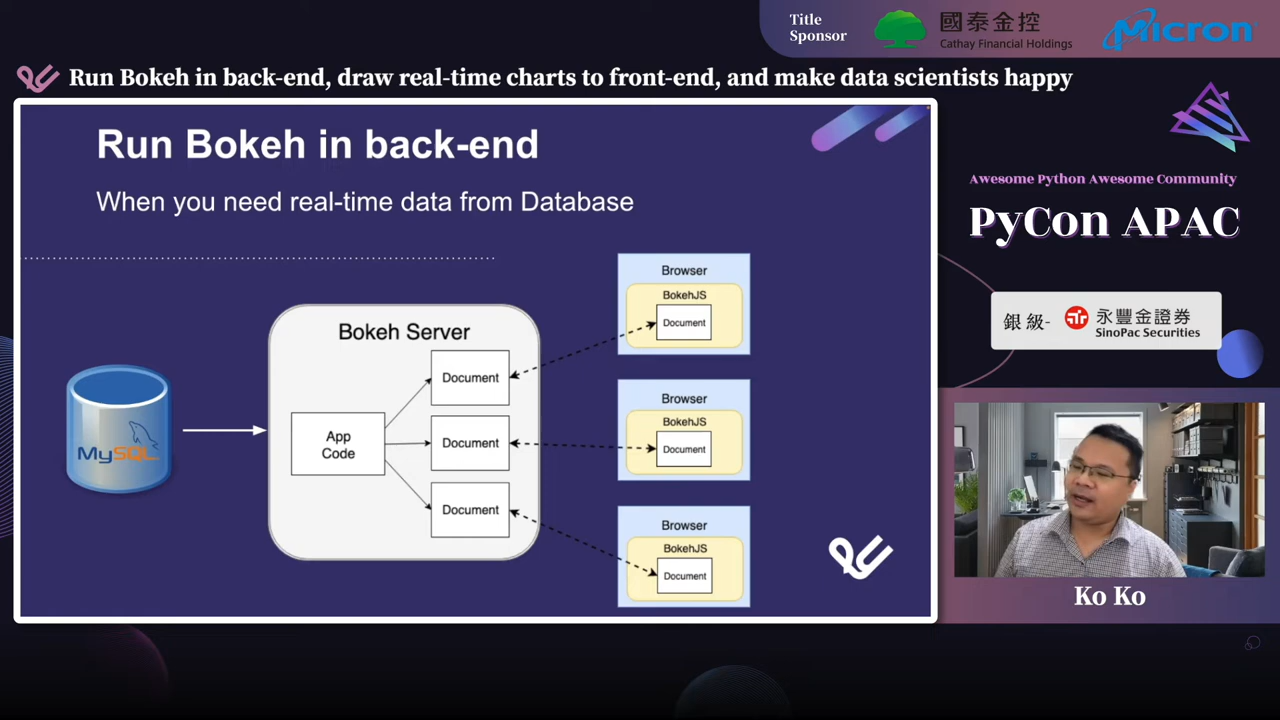 Title
Sponsor
國泰金控
Cathay Financial Holdings
Micron
Run Bokeh in back-end, draw real-time charts to front-end, and make data scientists happy
Run Bokeh in back-end
When you need real-time data from Database
MySQL
Bokeh Server
App
Code
Document
Document
Document
Browser
BokehJS
Document
Browser
BokehJS
Document
Browser
BokehJS
Document
Awesome Python Awesome Community
PyCon APAC
銀級-
永豐金證券
SinoPac Securities
Ko Ko